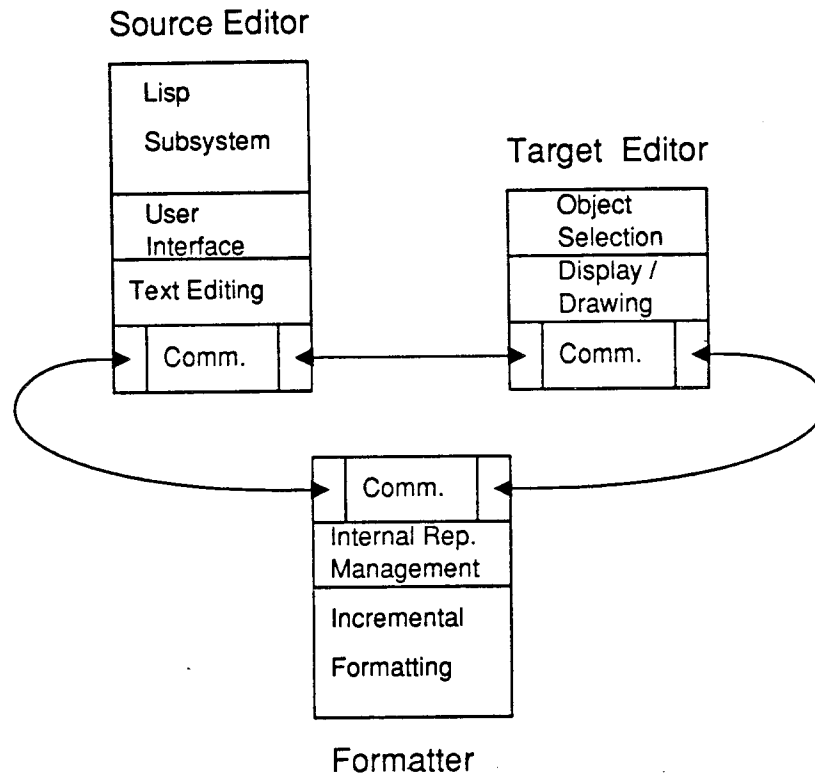 Source Editor
Lisp
Subsystem
User
Interface
Text Editing
Comm.
Target Editor
Object
Selection
Display /
Drawing
Comm.
Comm.
Internal Rep.
Management
Incremental
Formatting
Formatter